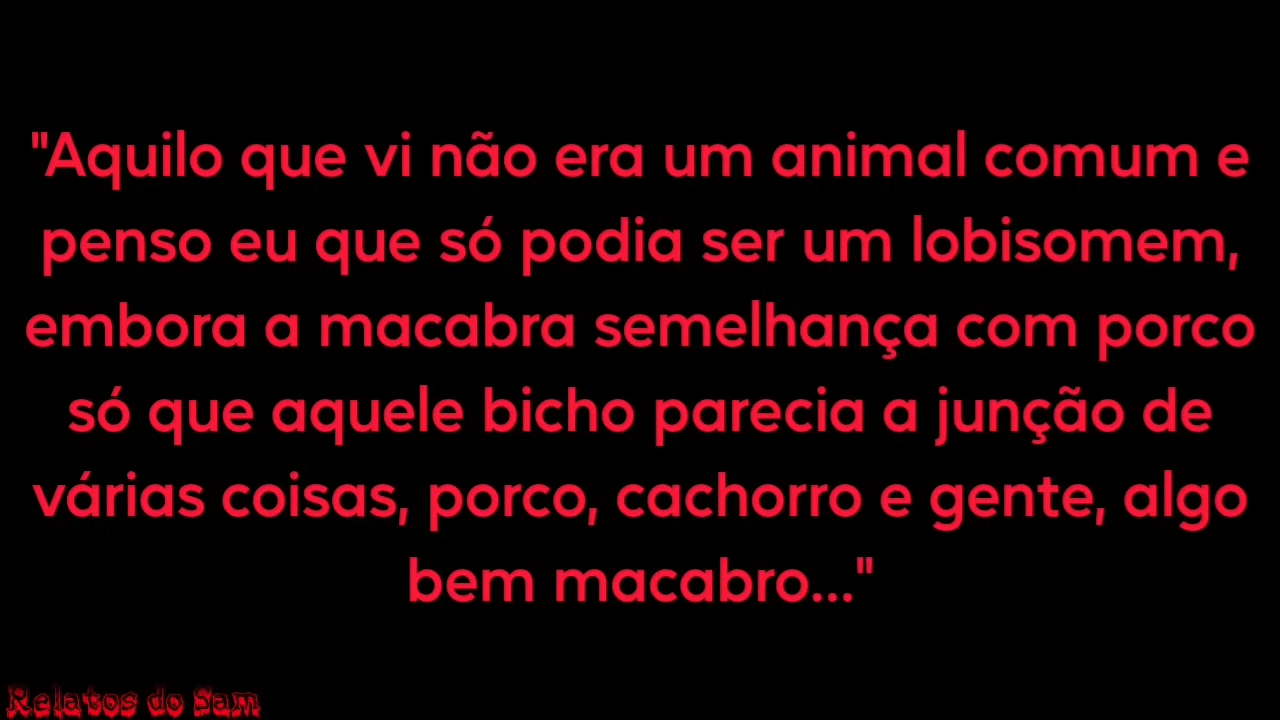 "Aquilo que vi não era um animal comum e
penso eu que só podia ser um lobisomem,
embora a macabra semelhança com porco
só que aquele bicho parecia a junção de
várias coisas, porco, cachorro e gente, algo
bem macabro..."
Relatos do Sam